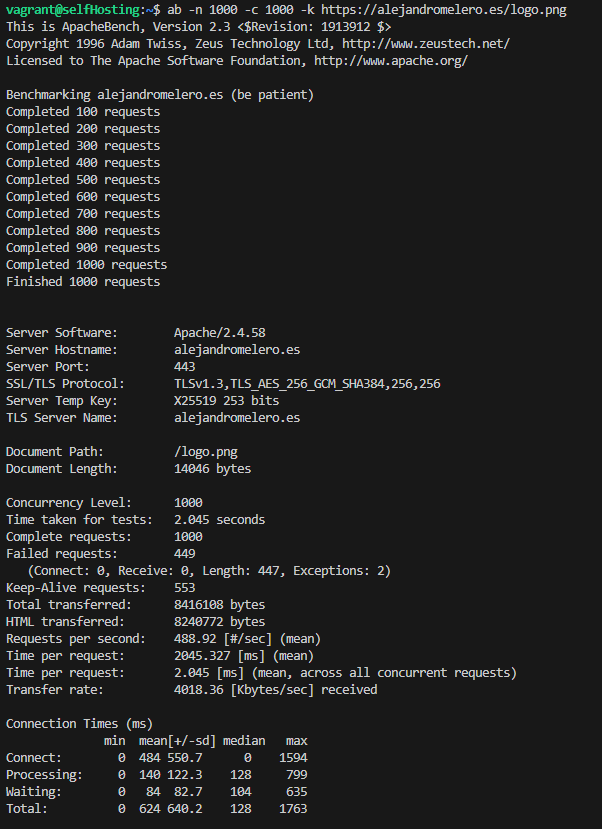 vagrant@selfHosting:~$ ab -n 1000 -c 1000 -k https://alejandromelero.es/logo.png
This is ApacheBench, Version 2.3 <$Revision: 1913912 $>
Copyright 1996 Adam Twiss, Zeus Technology Ltd, http://www.zeustech.net/
Licensed to The Apache Software Foundation, http://www.apache.org/

Benchmarking alejandromelero.es (be patient)
Completed 100 requests
Completed 200 requests
Completed 300 requests
Completed 400 requests
Completed 500 requests
Completed 600 requests
Completed 700 requests
Completed 800 requests
Completed 900 requests
Completed 1000 requests
Finished 1000 requests


Server Software:        Apache/2.4.58
Server Hostname:        alejandromelero.es
Server Port:            443
SSL/TLS Protocol:       TLSv1.3,TLS_AES_256_GCM_SHA384,256,256
Server Temp Key:        X25519 253 bits
TLS Server Name:        alejandromelero.es

Document Path:          /logo.png
Document Length:        14046 bytes

Concurrency Level:      1000
Time taken for tests:   2.045 seconds
Complete requests:      1000
Failed requests:        449
   (Connect: 0, Receive: 0, Length: 447, Exceptions: 2)
Keep-Alive requests:    553
Total transferred:      8416108 bytes
HTML transferred:       8240772 bytes
Requests per second:    488.92 [#/sec] (mean)
Time per request:       2045.327 [ms] (mean)
Time per request:       2.045 [ms] (mean, across all concurrent requests)
Transfer rate:          4018.36 [Kbytes/sec] received

Connection Times (ms)
              min  mean[+/-sd] median   max
Connect:        0  484 550.7      0    1594
Processing:     0  140 122.3    128     799
Waiting:        0   84  82.7    104     635
Total:          0  624 640.2    128    1763